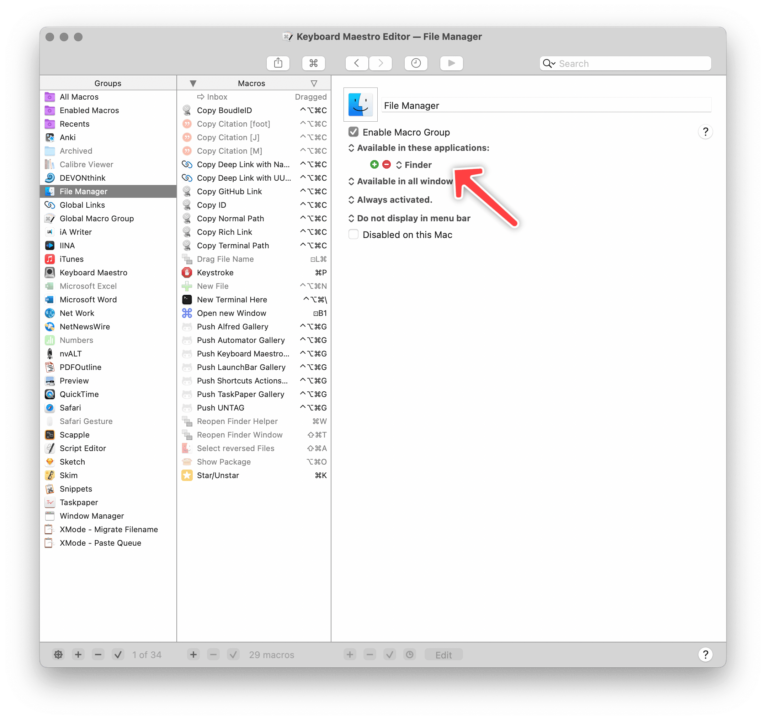 Keyboard Maestro Editor — File Manager
Search
Groups
All Macros
Enabled Macros
Recents
Anki
Archived
Calibre Viewer
DEVONthink
File Manager
Global Links
Global Macro Group
iA Writer
IINA
iTunes
Keyboard Maestro
Microsoft Excel
Microsoft Word
Net Work
NetNewsWire
Numbers
nvALT
PDFOutline
Preview
QuickTime
Safari
Safari Gesture
Scapple
Script Editor
Sketch
Skim
Snippets
Taskpaper
Window Manager
XMode - Migrate Filename
XMode - Paste Queue
1 of 34
Macros
⇨ Inbox Dragged
Copy BoudleID ^⌥⌘C
Copy Citation [foot] ^⌥⌘C
Copy Citation [J] ^⌥⌘C
Copy Citation [M] ^⌥⌘C
Copy Deep Link with Na... ^⌥⌘C
Copy Deep Link with UU... ^⌥⌘C
Copy GitHub Link ^⌥⌘C
Copy ID ^⌥⌘C
Copy Normal Path ^⌥⌘C
Copy Rich Link ^⌥⌘C
Copy Terminal Path ^⌥⌘C
Drag File Name L⌘
Keystroke ⌘P
New File ^⌥⌘N
New Terminal Here ^⌥⌘\
Open new Window B1
Push Alfred Gallery ^⌥⌘G
Push Automator Gallery ^⌥⌘G
Push Keyboard Maestro... ^⌥⌘G
Push LaunchBar Gallery ^⌥⌘G
Push Shortcuts Actions... ^⌥⌘G
Push TaskPaper Gallery ^⌥⌘G
Push UNTAG ^⌥⌘G
Reopen Finder Helper ⌘W
Reopen Finder Window ⇧⌘T
Select reversed Files ⇧⌘A
Show Package ⌥⌘O
Star/Unstar ⌘K
29 macros
File Manager
Enable Macro Group
?
Available in these applications:
Finder
Available in all window
Always activated.
Do not display in menu bar
Disabled on this Mac
Edit
?